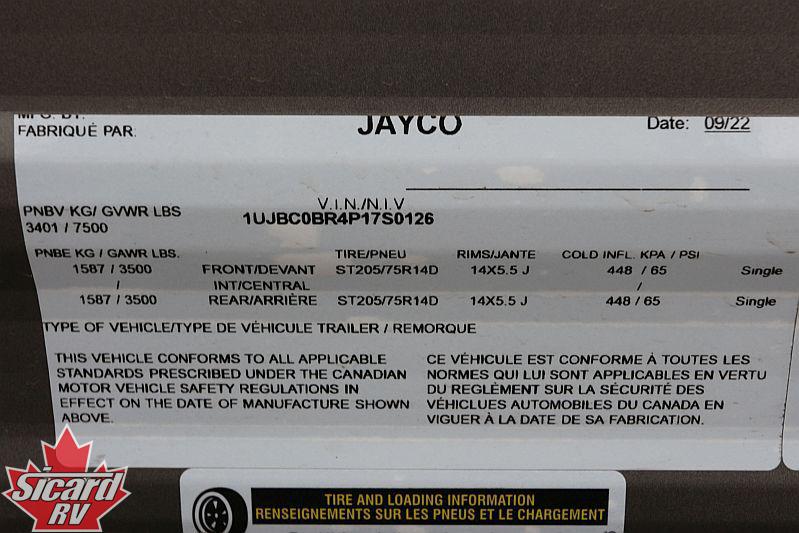 MFG. BY:
FABRIQUÉ PAR: JAYCO Date: 09/22
V.I.N./N.I.V
PNBV KG/ GVWR LBS 1UJBC0BR4P17S0126
3401 / 7500
PNBE KG / GAWR LBS. TIRE/PNEU RIMS/JANTE COLD INFL. KPA / PSI
1587 / 3500 FRONT/DEVANT ST205/75R14D 14X5.5 J 448 / 65 Single
/ INT/CENTRAL /
1587 / 3500 REAR/ARRIÈRE ST205/75R14D 14X5.5 J 448 / 65 Single
TYPE OF VEHICLE/TYPE DE VÉHICULE TRAILER / REMORQUE
THIS VEHICLE CONFORMS TO ALL APPLICABLE
STANDARDS PRESCRIBED UNDER THE CANADIAN
MOTOR VEHICLE SAFETY REGULATIONS IN
EFFECT ON THE DATE OF MANUFACTURE SHOWN
ABOVE.
CE VÉHICULE EST CONFORME À TOUTES LES
NORMES QUI LUI SONT APPLICABLES EN VERTU
DU REGLÈMENT SUR LA SÉCURITÉ DES
VÉHCLUES AUTOMOBILES DU CANADA EN
VIGUER À LA DATE DE SA FABRICATION.
Sicard
RV
TIRE AND LOADING INFORMATION
RENSEIGNEMENTS SUR LES PNEUS ET LE CHARGEMENT